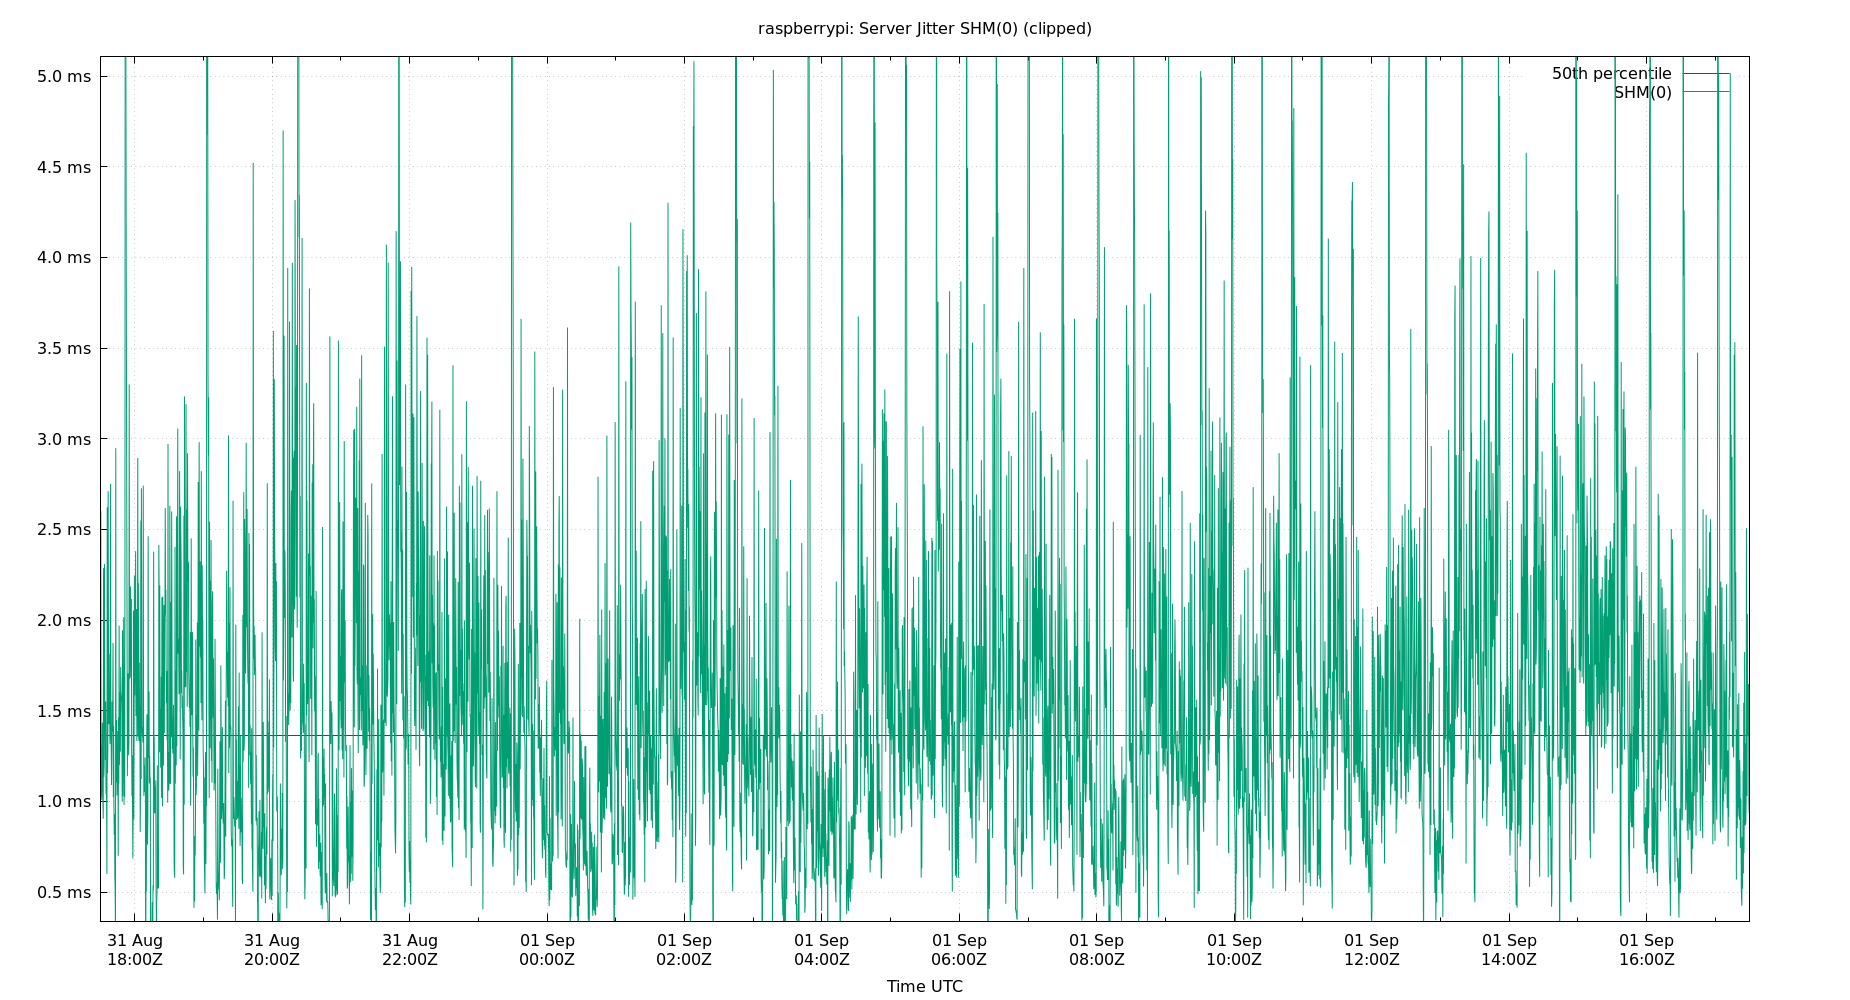 raspberrypi: Server Jitter SHM(0) (clipped)
50th percentile
SHM(0)
5.0 ms
4.5 ms
4.0 ms
3.5 ms
3.0 ms
2.5 ms
2.0 ms
1.5 ms
1.0 ms
0.5 ms
31 Aug 31 Aug 31 Aug 01 Sep 01 Sep 01 Sep 01 Sep 01 Sep 01 Sep 01 Sep 01 Sep 01 Sep
18:00Z 20:00Z 22:00Z 00:00Z 02:00Z 04:00Z 06:00Z 08:00Z 10:00Z 12:00Z 14:00Z 16:00Z
Time UTC